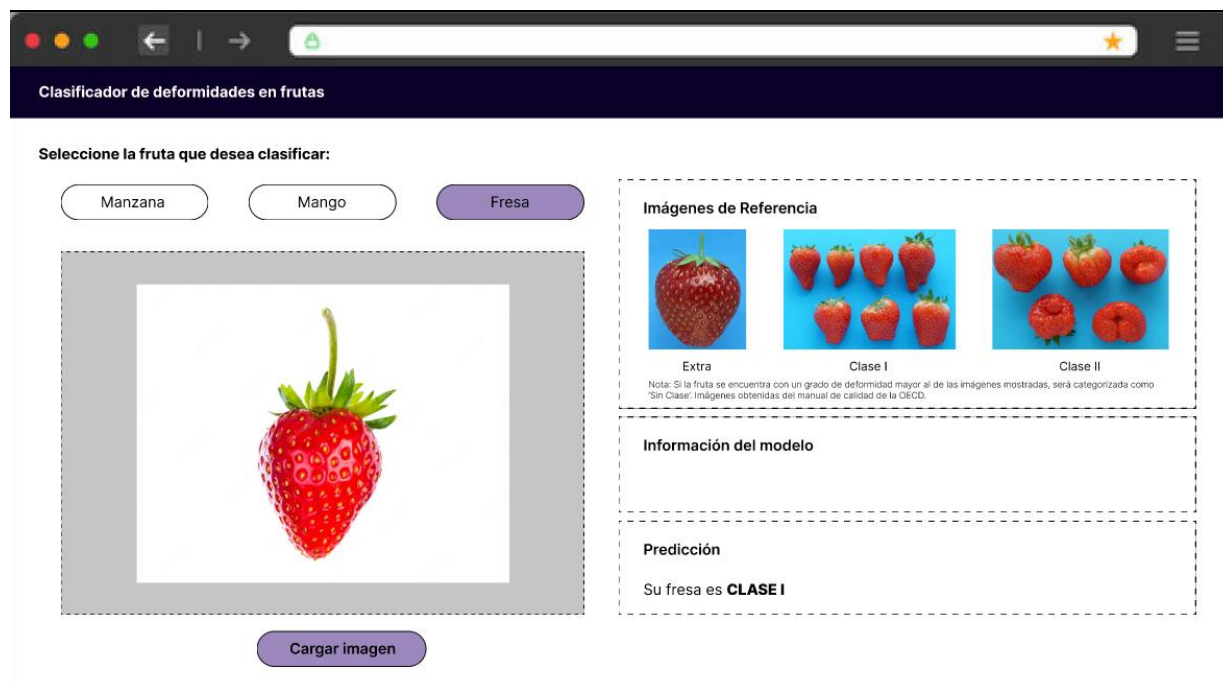 Clasificador de deformidades en frutas
Seleccione la fruta que desea clasificar:
Manzana
Mango
Fresa
Cargar imagen
Imágenes de Referencia
Extra
Clase I
Clase II
Nota: Si la fruta se encuentra con un grado de deformidad mayor al de las imágenes mostradas, será categorizada como
'Sin Clase'. Imágenes obtenidas del manual de calidad de la OECD.
Información del modelo
Predicción
Su fresa es CLASE I